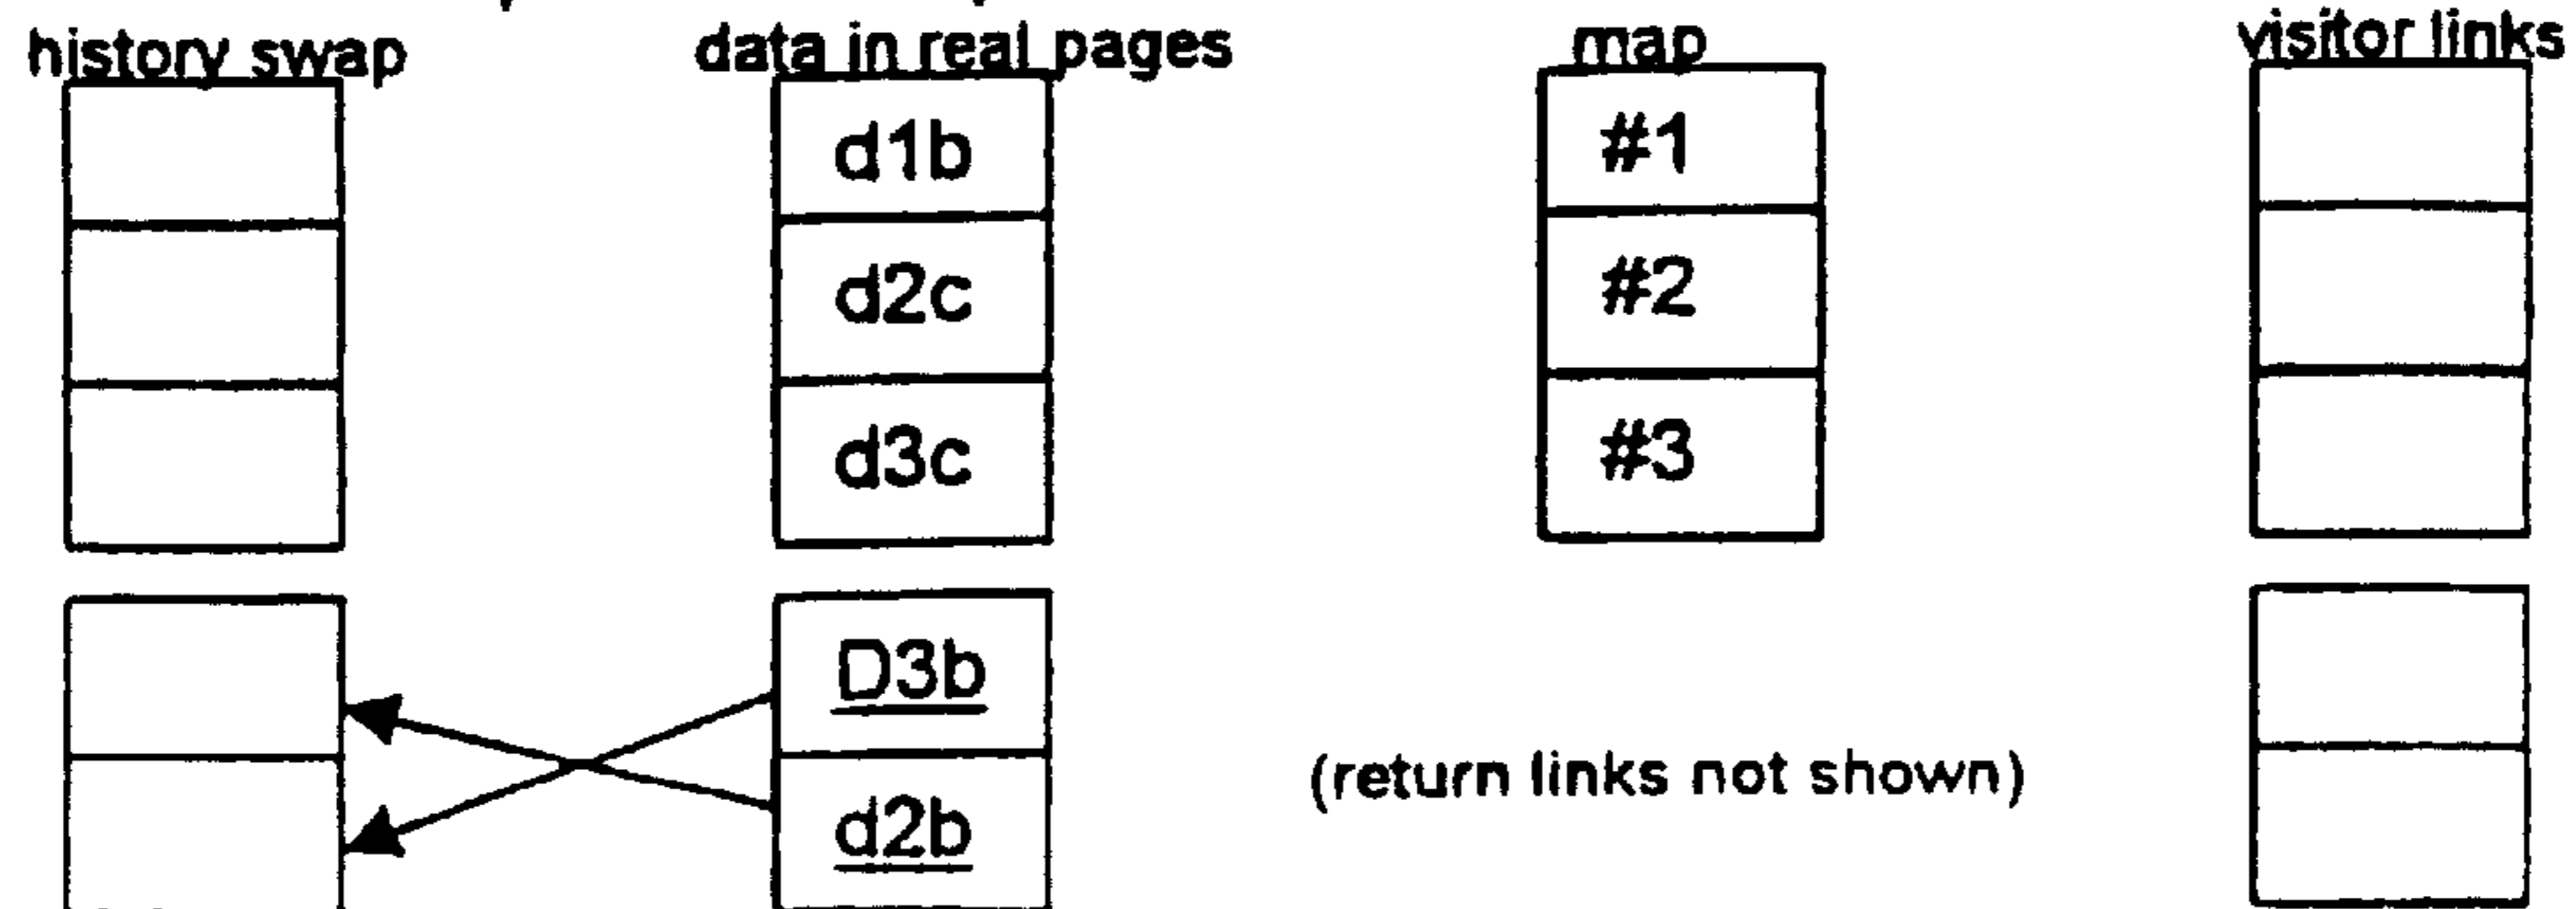 history swap data in real pages map visitor links
d1b #1
d2c #2
d3c #3
D3b
(return links not shown)
d2b